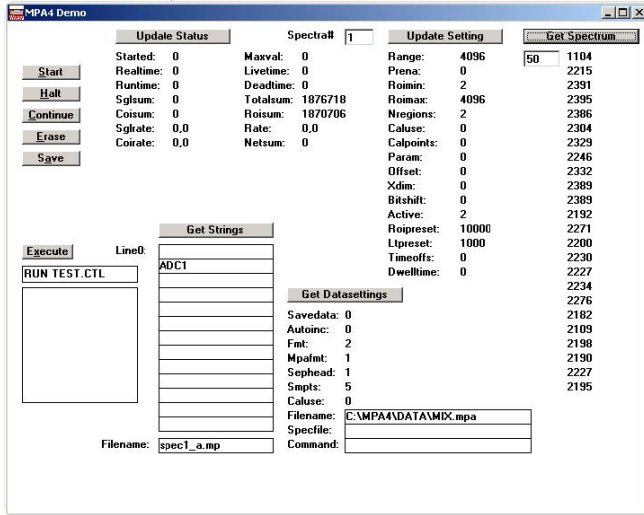 MPA4 Demo
Update Status
Spectra# 1
Update Setting
Get Spectrum
Start
Halt
Continue
Erase
Save
Started: 0
Realtime: 0
Runtime: 0
Sglsum: 0
Coisum: 0
Sglrate: 0,0
Coirate: 0,0
Maxval: 0
Livetime: 0
Deadtime: 0
Totalsum: 1876718
Roisum: 1870706
Rate: 0,0
Netsum: 0
Range: 4096
Prena: 0
Roimin: 2
Roimax: 4096
Nregions: 2
Caluse: 0
Calpoints: 0
Param: 0
Offset: 0
Xdim: 0
Bitshift: 0
Active: 2
Roipreset: 10000
Ltpreset: 1000
Timeoffs: 0
Dwelltime: 0
50
1104
2215
2391
2395
2386
2304
2329
2246
2332
2389
2389
2192
2271
2200
2230
2227
2234
2276
2182
2109
2198
2190
2227
2195
Get Strings
Execute
Line0:
RUN TEST.CTL
ADC1
Filename: spec1_a.mp
Get Datasettings
Savedata: 0
Autoinc: 0
Fmt: 2
Mpafmt: 1
Sephead: 1
Smpts: 5
Caluse: 0
Filename: C:\MPA4\DATA\MIX.mpa
Specfile:
Command: